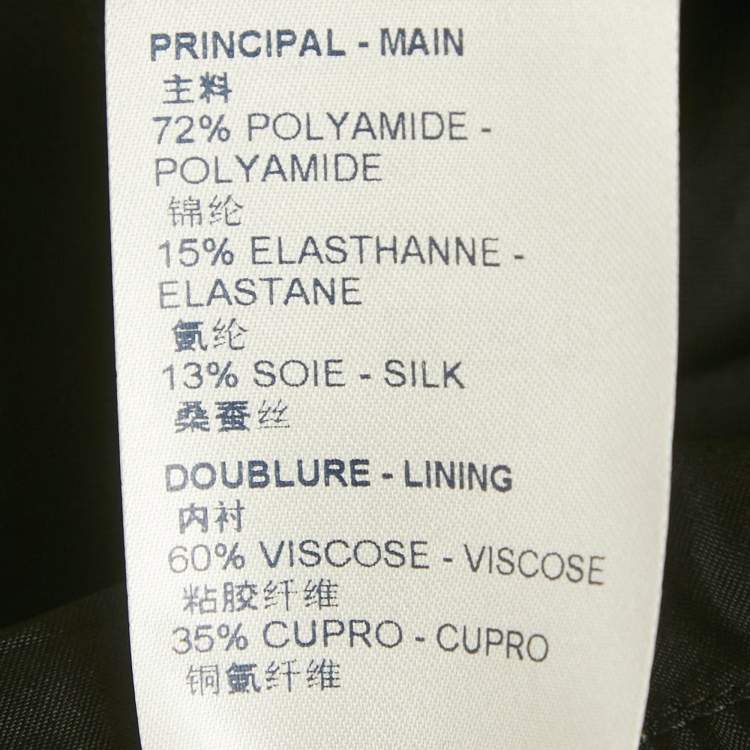 PRINCIPAL - MAIN
主料
72% POLYAMIDE -
POLYAMIDE
锦纶
15% ELASTHANNE -
ELASTANE
氨纶
13% SOIE - SILK
桑蚕丝
DOUBLURE - LINING
内衬
60% VISCOSE - VISCOSE
粘胶纤维
35% CUPRO - CUPRO
铜氨纤维